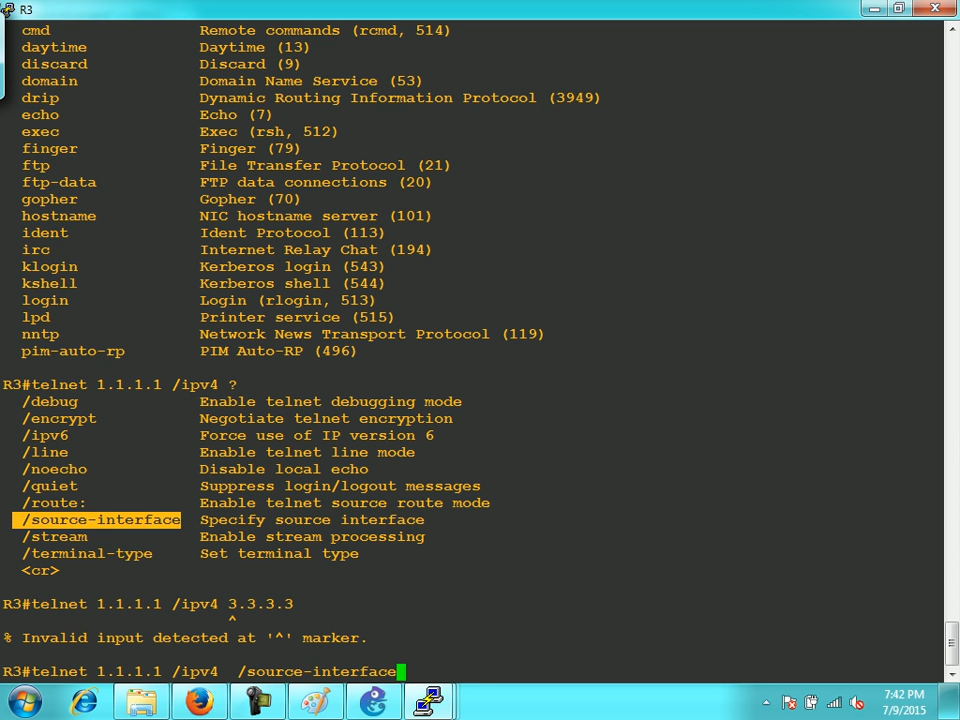 R3
cmd Remote commands (rcmd, 514)
daytime Daytime (13)
discard Discard (9)
domain Domain Name Service (53)
drip Dynamic Routing Information Protocol (3949)
echo Echo (7)
exec Exec (rsh, 512)
finger Finger (79)
ftp File Transfer Protocol (21)
ftp-data FTP data connections (20)
gopher Gopher (70)
hostname NIC hostname server (101)
ident Ident Protocol (113)
irc Internet Relay Chat (194)
klogin Kerberos login (543)
kshell Kerberos shell (544)
login Login (rlogin, 513)
lpd Printer service (515)
nntp Network News Transport Protocol (119)
pim-auto-rp PIM Auto-RP (496)
R3#telnet 1.1.1.1 /ipv4 ?
/debug Enable telnet debugging mode
/encrypt Negotiate telnet encryption
/ipv6 Force use of IP version 6
/line Enable telnet line mode
/noecho Disable local echo
/quiet Suppress login/logout messages
/route: Enable telnet source route mode
/source-interface Specify source interface
/stream Enable stream processing
/terminal-type Set terminal type
<cr>
R3#telnet 1.1.1.1 /ipv4 3.3.3.3
^
% Invalid input detected at '^' marker.
R3#telnet 1.1.1.1 /ipv4  /source-interface
7:42 PM
7/9/2015